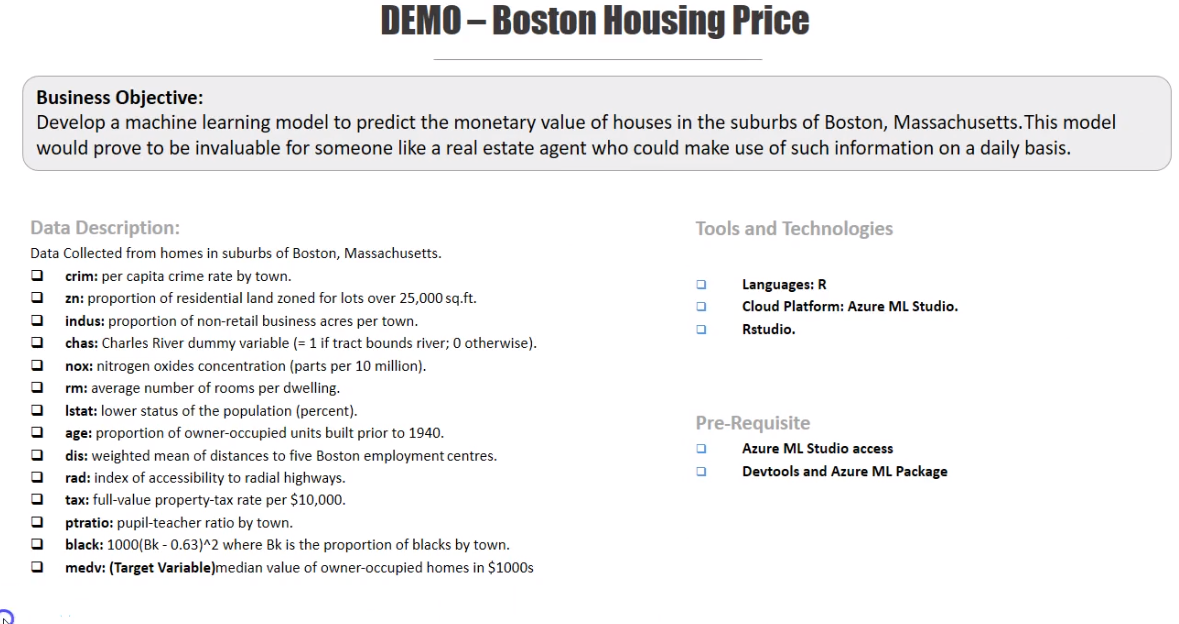 DEMO – Boston Housing Price
Business Objective:
Develop a machine learning model to predict the monetary value of houses in the suburbs of Boston, Massachusetts.This model
would prove to be invaluable for someone like a real estate agent who could make use of such information on a daily basis.
Data Description:
Data Collected from homes in suburbs of Boston, Massachusetts.
crim: per capita crime rate by town.
zn: proportion of residential land zoned for lots over 25,000 sq.ft.
indus: proportion of non-retail business acres per town.
chas: Charles River dummy variable (= 1 if tract bounds river; 0 otherwise).
nox: nitrogen oxides concentration (parts per 10 million).
rm: average number of rooms per dwelling.
lstat: lower status of the population (percent).
age: proportion of owner-occupied units built prior to 1940.
dis: weighted mean of distances to five Boston employment centres.
rad: index of accessibility to radial highways.
tax: full-value property-tax rate per $10,000.
ptratio: pupil-teacher ratio by town.
black: 1000(Bk - 0.63)^2 where Bk is the proportion of blacks by town.
medv: (Target Variable)median value of owner-occupied homes in $1000s
Tools and Technologies
Languages: R
Cloud Platform: Azure ML Studio.
Rstudio.
Pre-Requisite
Azure ML Studio access
Devtools and Azure ML Package